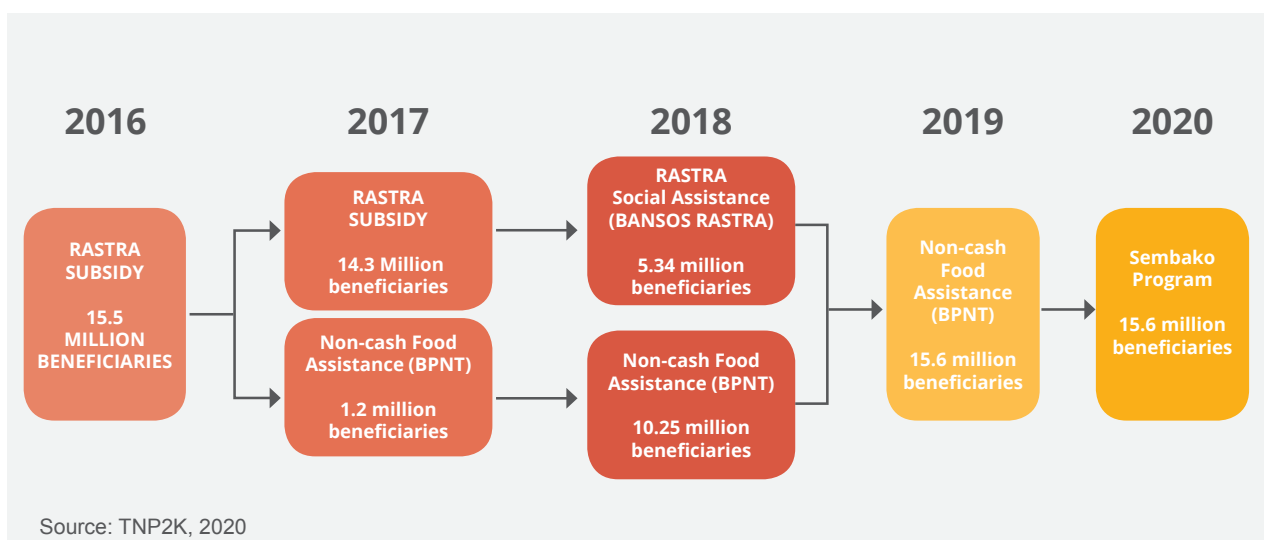 2016
2017
2018
2019
2020
RASTRA
SUBSIDY
15.5
MILLION
BENEFICIARIES
RASTRA
SUBSIDY
14.3 Million
beneficiaries
Non-cash Food
Assistance (BPNT)
1.2 million
beneficiaries
RASTRA
Social Assistance
(BANSOS RASTRA)
5.34 million
beneficiaries
Non-cash Food
Assistance (BPNT)
10.25 million
beneficiaries
Non-cash
Food
Assistance
(BPNT)
15.6 million
beneficiaries
Sembako
Program
15.6 million
beneficiaries
Source: TNP2K, 2020